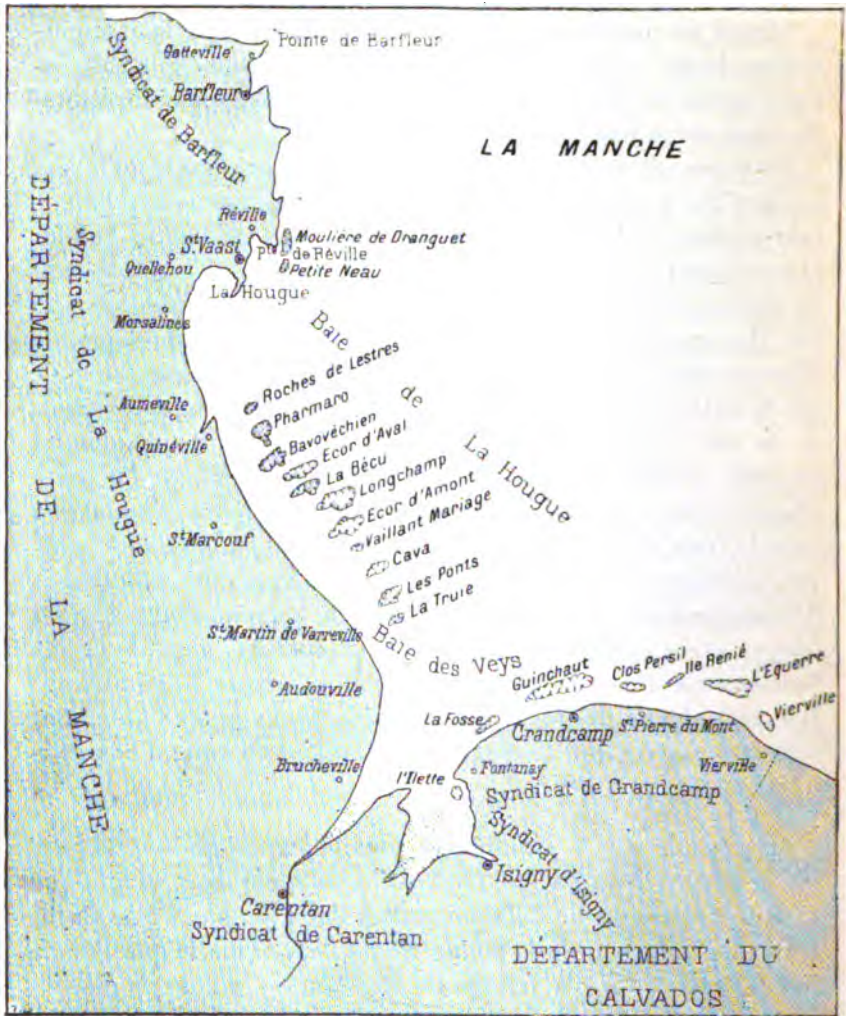 Gatteville
Pointe de Barfleur
Barfleur
Syndicat de Barfleur
LA MANCHE
DÉPARTEMENT DE LA MANCHE
Syndicat de La Hougue
Réville
Moulière de Dranguet
St Vaast
Pte de Réville
Quettehou
Petite Neau
La Hougue
Morsalines
Baie de La Hougue
Roches de Lestres
Pharmaro
Aumeville
Bavovéchien
Quinéville
Ecor d'Aval
La Bècu
Longchamp
Ecor d'Amont
St Marcouf
Vaillant Mariage
Cava
Les Ponts
La Truie
St Martin de Varreville
Baie des Veys
Guinchaut
Clos Persil
Ile Renié
L'Equerre
Audouville
La Fosse
Grandcamp
St Pierre du Mont
Vierville
Vierville
Brucheville
l'Ilette
Fontanay
Syndicat de Grandcamp
Syndicat d'Isigny
Isigny
Carentan
Syndicat de Carentan
DÉPARTEMENT DU
CALVADOS